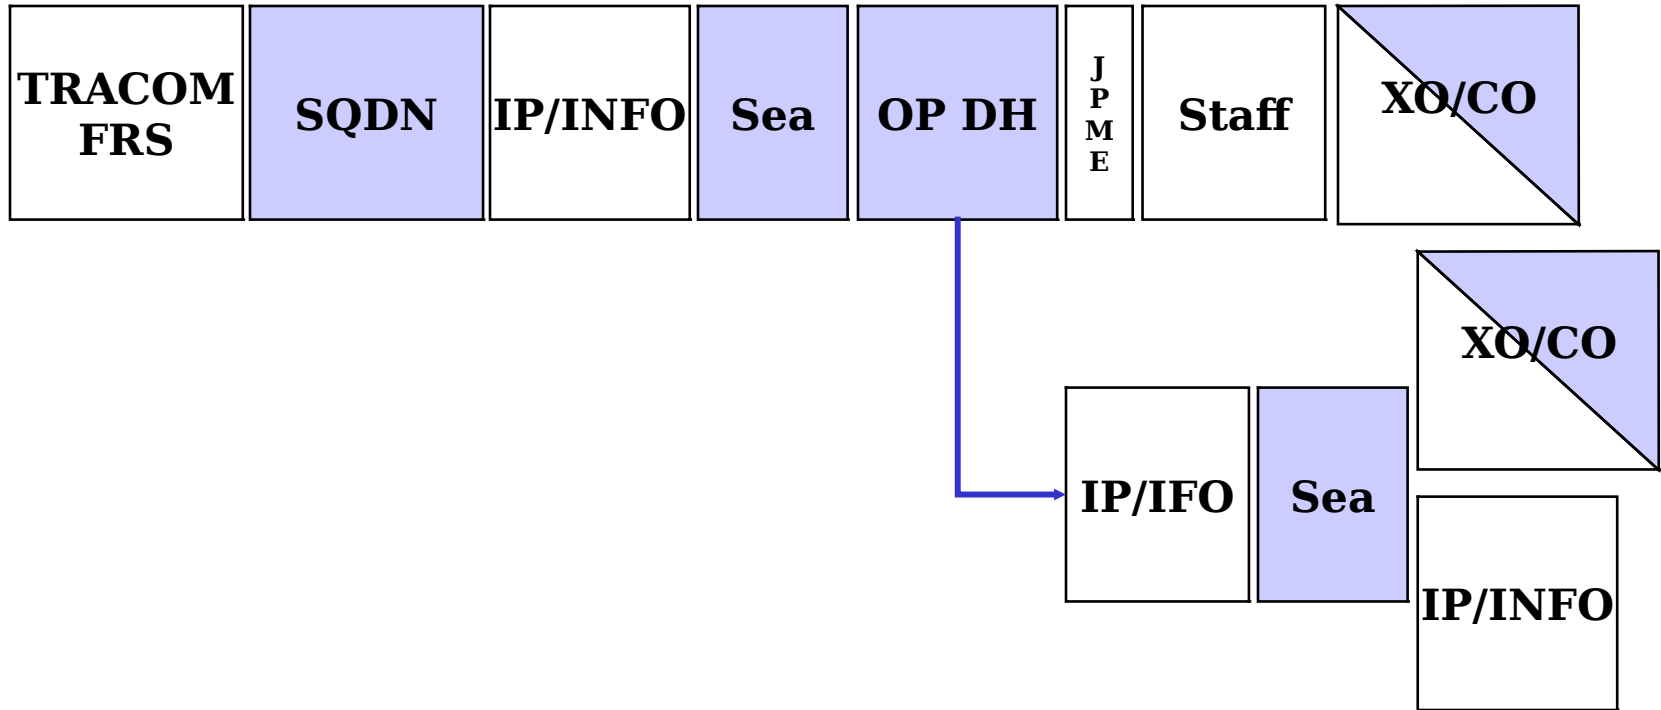 TRACOM
FRS
SQDN
IP/INFO
Sea
OP DH
J
P
M
E
Staff
XO/CO
XO/CO
IP/IFO
Sea
IP/INFO